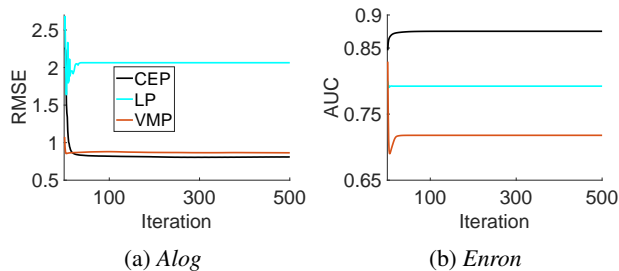 RMSE
2.5
2
1.5
1
0.5
CEP
LP
VMP
100 300 500
Iteration
(a) Alog
AUC
0.9
0.85
0.75
0.65
100 300 500
Iteration
(b) Enron